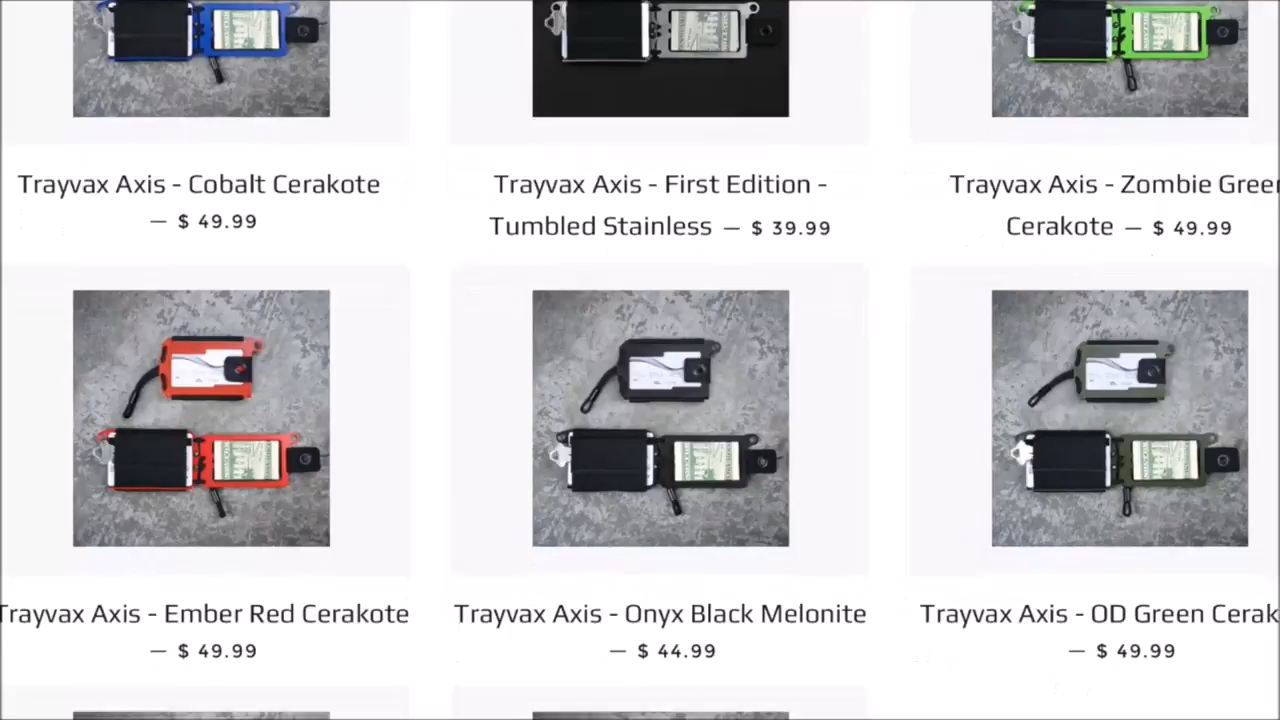 Trayvax Axis - Cobalt Cerakote
— $ 49.99
Trayvax Axis - First Edition -
Tumbled Stainless — $ 39.99
Trayvax Axis - Zombie Green
Cerakote — $ 49.99
Trayvax Axis - Ember Red Cerakote
— $ 49.99
Trayvax Axis - Onyx Black Melonite
— $ 44.99
Trayvax Axis - OD Green Cerak
— $ 49.99